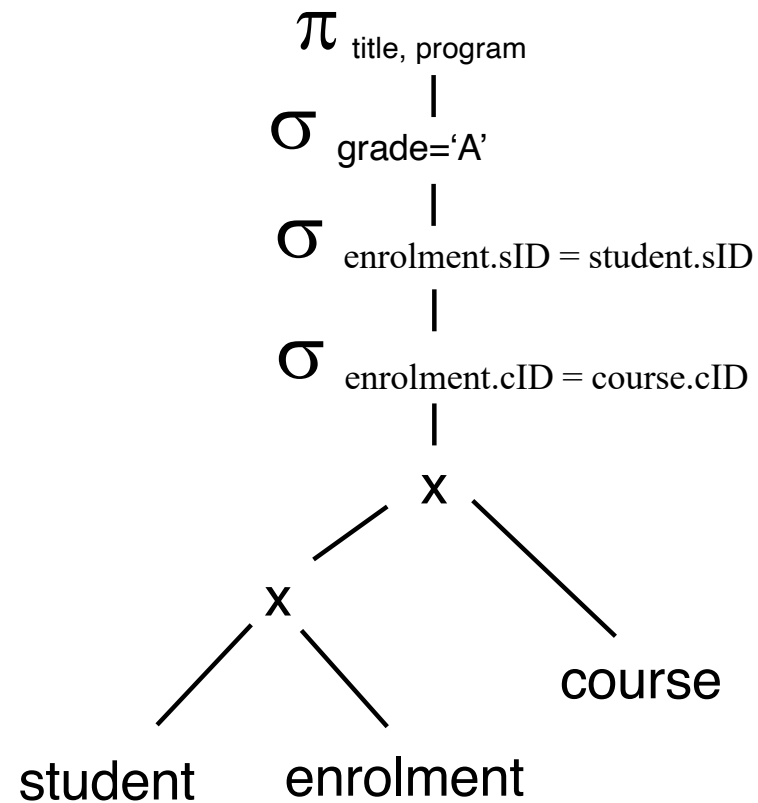 π title, program
σ grade=‘A’
σ enrolment.sID = student.sID
σ enrolment.cID = course.cID
x
x
course
student enrolment